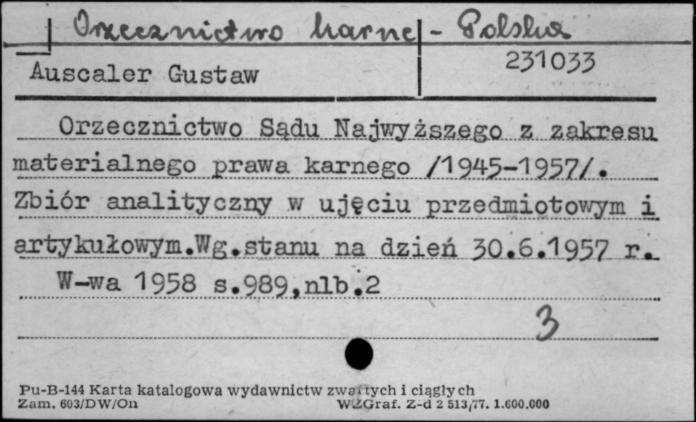 Orzecznictwo karne - Polska
Auscaler Gustaw 231033
Orzecznictwo Sądu Najwyższego z zakresu
materialnego prawa karnego /1945-1957/.
Zbiór analityczny w ujęciu przedmiotowym i
artykułowym.Wg.stanu na dzień 30.6.1957 r.
W-wa 1958 s.989,nlb.2
3
Pu-B-144 Karta katalogowa wydawnictw zwartych i ciągłych
Zam. 603/DW/On WZGraf. Z-d 2 513/77. 1.600.000